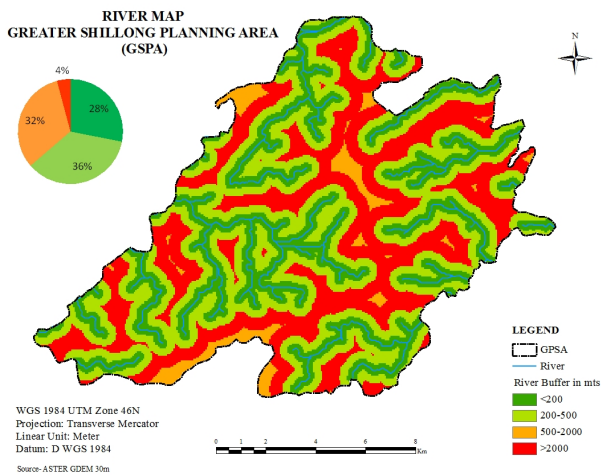 RIVER MAP
GREATER SHILLONG PLANNING AREA
(GSPA)
N
4%
28%
32%
36%
LEGEND
GPSA
River
River Buffer in mts
<200
200-500
500-2000
>2000
WGS 1984 UTM Zone 46N
Projection: Transverse Mercator
Linear Unit: Meter
Datum: D WGS 1984
0 2 4 6 8
Km
Source- ASTER GDEM 30m